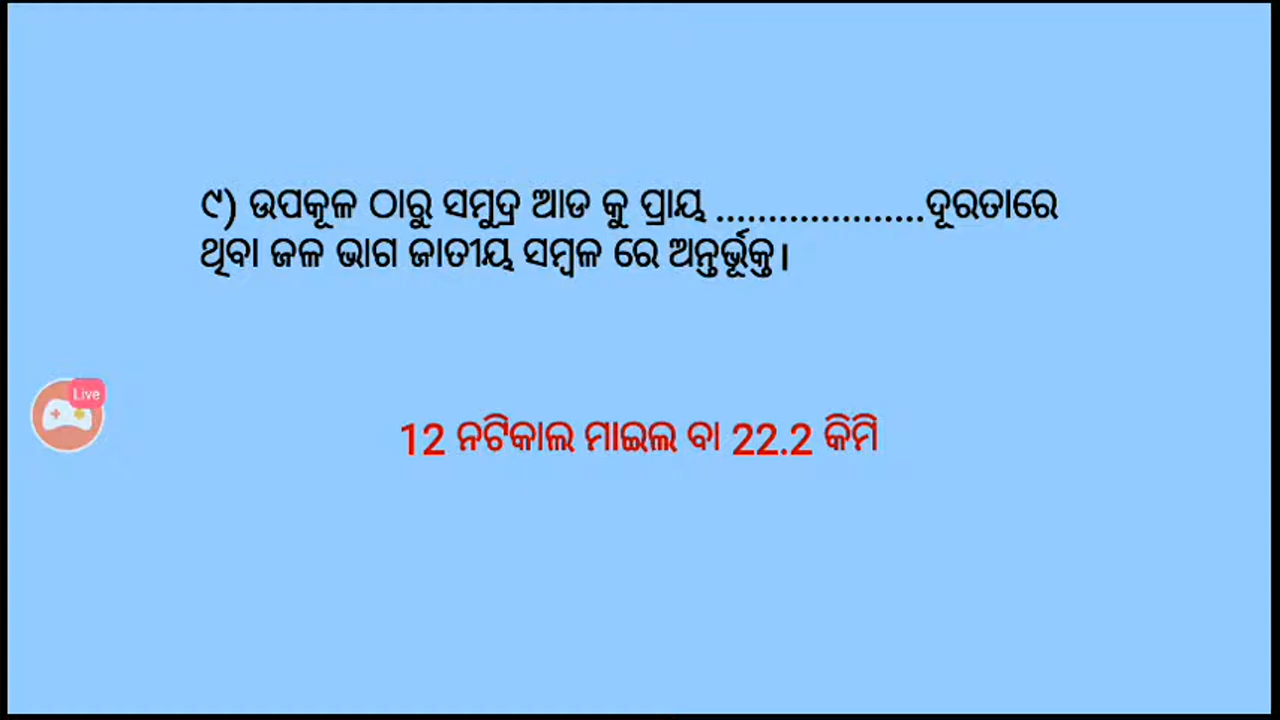 ୯) ଉପକୂଳ ଠାରୁ ସମୁଦ୍ର ଆଡ କୁ ପ୍ରାୟ ....................ଦୂରତାରେ
ଥିବା ଜଳ ଭାଗ ଜାତୀୟ ସମ୍ବଳ ରେ ଅନ୍ତର୍ଭୂକ୍ତ।
Live
12 ନଟିକାଲ ମାଇଲ ବା 22.2 କିମି